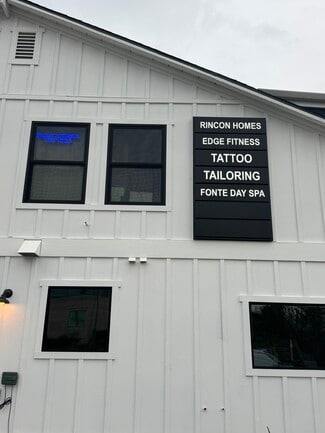 RINCON HOMES
EDGE FITNESS
TATTOO
TAILORING
FONTE DAY SPA